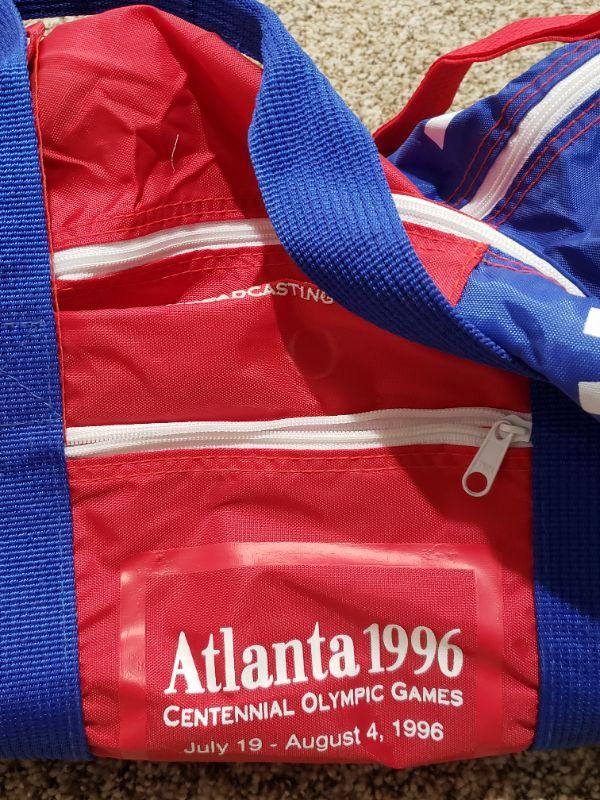 Atlanta 1996
CENTENNIAL OLYMPIC GAMES
July 19 - August 4, 1996